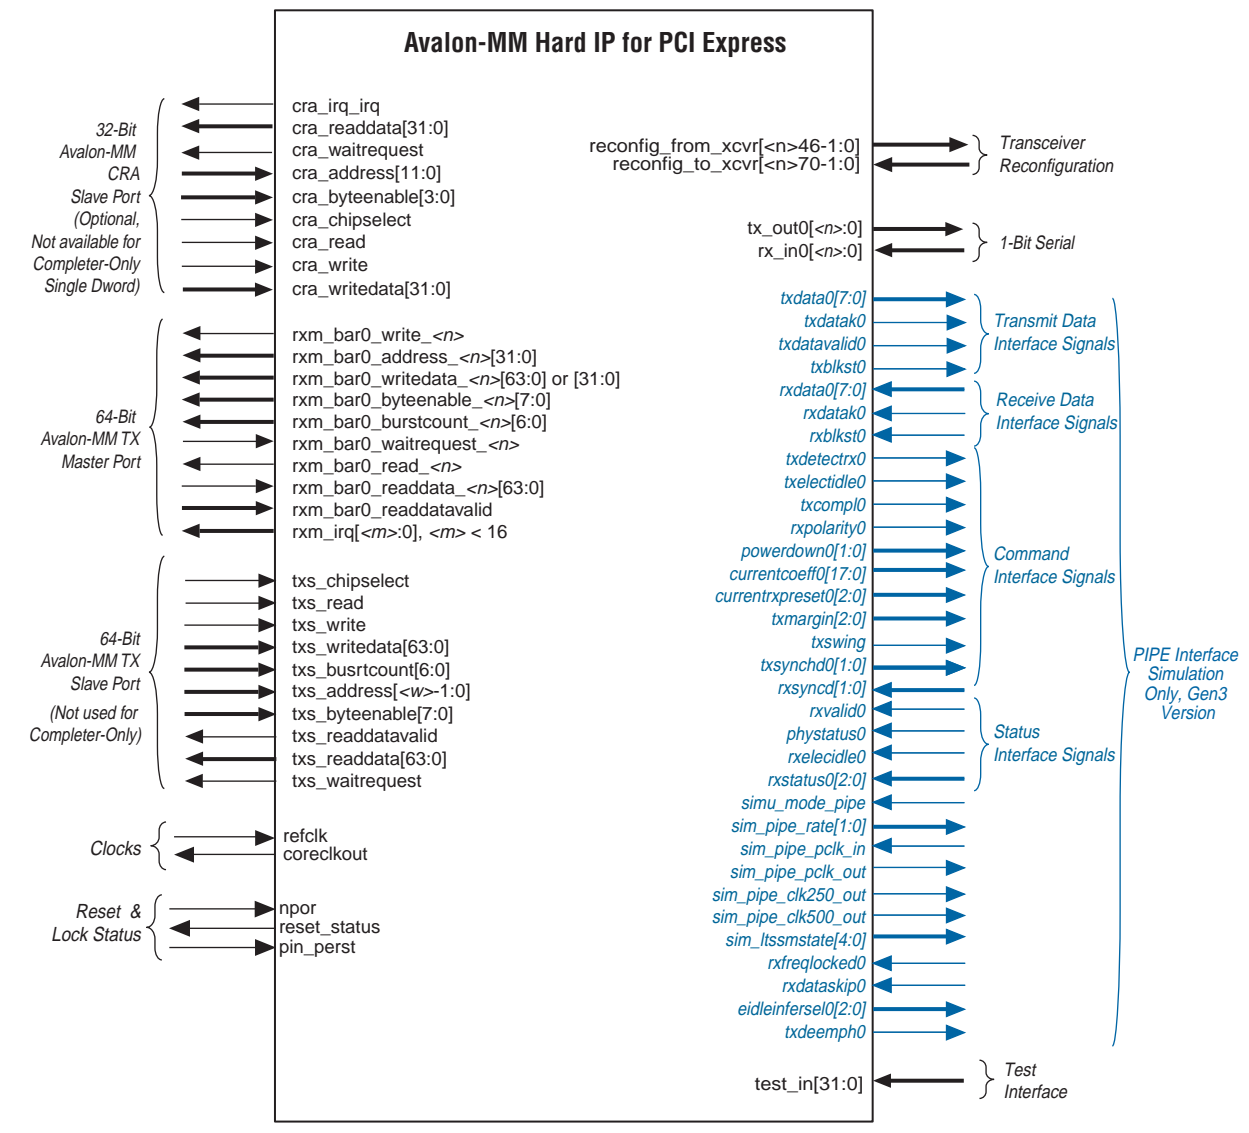 Avalon-MM Hard IP for PCI Express
32-Bit
Avalon-MM
CRA
Slave Port
(Optional,
Not available for
Completer-Only
Single Dword)
cra_irq_irq
cra_readdata[31:0]
cra_waitrequest
cra_address[11:0]
cra_byteenable[3:0]
cra_chipselect
cra_read
cra_write
cra_writedata[31:0]
64-Bit
Avalon-MM TX
Master Port
rxm_bar0_write_<n>
rxm_bar0_address_<n>[31:0]
rxm_bar0_writedata_<n>[63:0] or [31:0]
rxm_bar0_byteenable_<n>[7:0]
rxm_bar0_burstcount_<n>[6:0]
rxm_bar0_waitrequest_<n>
rxm_bar0_read_<n>
rxm_bar0_readdata_<n>[63:0]
rxm_bar0_readdatavalid
rxm_irq[<m>:0], <m> < 16
64-Bit
Avalon-MM TX
Slave Port
(Not used for
Completer-Only)
txs_chipselect
txs_read
txs_write
txs_writedata[63:0]
txs_busrtcount[6:0]
txs_address[<w>-1:0]
txs_byteenable[7:0]
txs_readdatavalid
txs_readdata[63:0]
txs_waitrequest
Clocks
refclk
coreclkout
Reset &
Lock Status
npor
reset_status
pin_perst
reconfig_from_xcvr[<n>46-1:0]
reconfig_to_xcvr[<n>70-1:0]
Transceiver
Reconfiguration
tx_out0[<n>:0]
rx_in0[<n>:0]
1-Bit Serial
txdata0[7:0]
txdatak0
txdatavalid0
txblkst0
Transmit Data
Interface Signals
rxdata0[7:0]
rxdatak0
rxblkst0
Receive Data
Interface Signals
txdetectrx0
txelectidle0
txcompl0
rxpolarity0
powerdown0[1:0]
currentcoeff0[17:0]
currentrxpreset0[2:0]
txmargin[2:0]
txswing
txsynchd0[1:0]
rxsyncd[1:0]
Command
Interface Signals
rxvalid0
phystatus0
rxelecidle0
rxstatus0[2:0]
Status
Interface Signals
simu_mode_pipe
sim_pipe_rate[1:0]
sim_pipe_pclk_in
sim_pipe_pclk_out
sim_pipe_clk250_out
sim_pipe_clk500_out
sim_ltssmstate[4:0]
rxfreqlocked0
rxdataskip0
eidleinfersel0[2:0]
txdeemph0
PIPE Interface
Simulation
Only, Gen3
Version
test_in[31:0]
Test
Interface